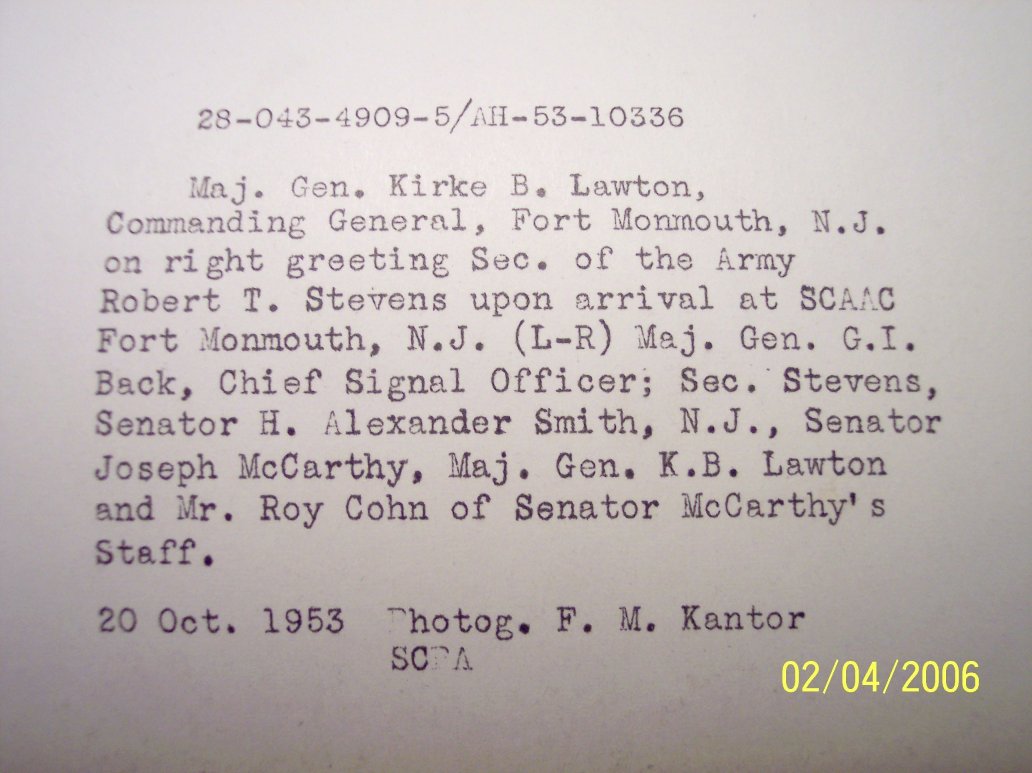 28-043-4909-5/AH-53-10336
Maj. Gen. Kirke B. Lawton,
Commanding General, Fort Monmouth, N.J.
on right greeting Sec. of the Army
Robert T. Stevens upon arrival at SCAAC
Fort Monmouth, N.J. (L-R) Maj. Gen. G.I.
Back, Chief Signal Officer; Sec. Stevens,
Senator H. Alexander Smith, N.J., Senator
Joseph McCarthy, Maj. Gen. K.B. Lawton
and Mr. Roy Cohn of Senator McCarthy's
Staff.
20 Oct. 1953 Photog. F. M. Kantor
SCPA
02/04/2006